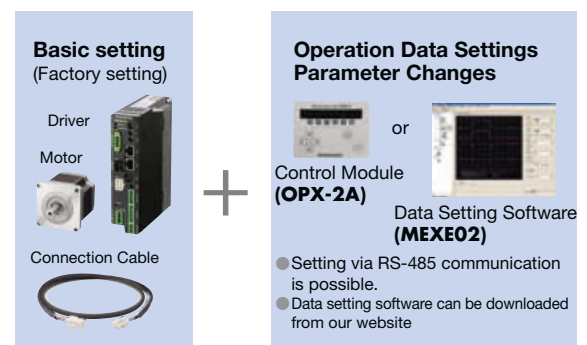 Basic setting
(Factory setting)
Driver
Motor
Connection Cable
+
Operation Data Settings
Parameter Changes
or
Control Module
(OPX-2A)
Data Setting Software
(MEXE02)
●Setting via RS-485 communication
is possible.
●Data setting software can be downloaded
from our website